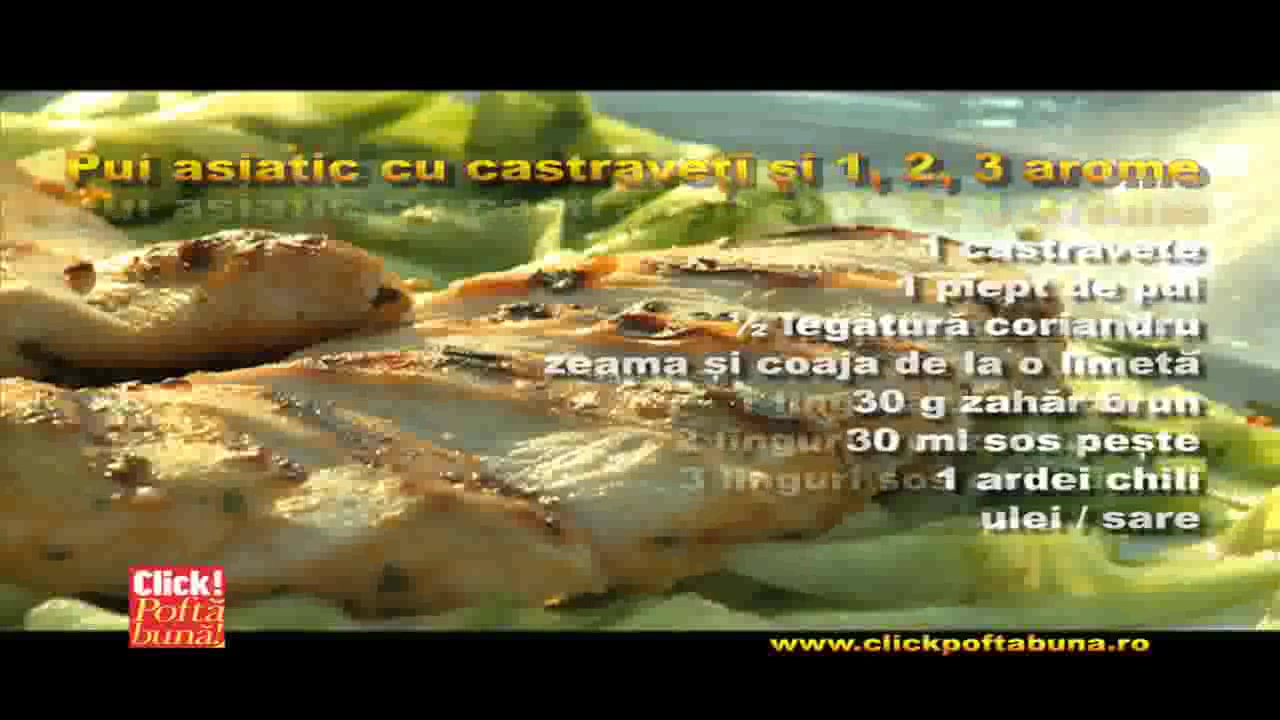 Pui asiatic cu castraveți și 1, 2, 3 arome
1 castravete
1 piept de pui
½ legătură coriandru
zeama și coaja de la o limetă
30 g zahăr brun
30 ml sos pește
1 ardei chili
ulei / sare
Click!
Poftă
bună!
www.clickpoftabuna.ro